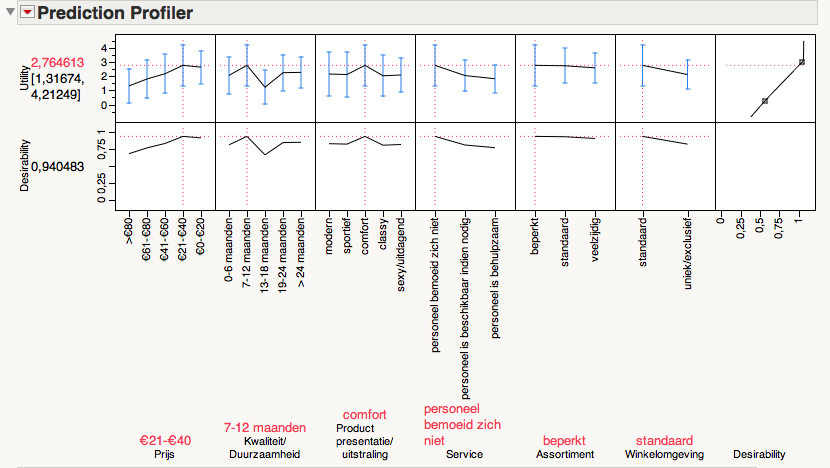 Prediction Profiler
Utility
2,764613
[1,31674,
4,21249]
4
3
2
1
0
Desirability
0,940483
1
0,75
0,25
0
>€80
€61-€80
€41-€60
€21-€40
€0-€20
0-6 maanden
7-12 maanden
13-18 maanden
19-24 maanden
> 24 maanden
modern
sportief
comfort
classy
sexy/uitdagend
personeel bemoeid zich niet
personeel is beschikbaar indien nodig
personeel is behulpzaam
beperkt
standaard
veelzijdig
standaard
uniek/exclusief
0
0,25
0,5
0,75
1
€21-€40
Prijs
7-12 maanden
Kwaliteit/
Duurzaamheid
comfort
Product
presentatie/
uitstraling
personeel
bemoeid zich
niet
Service
beperkt
Assortiment
standaard
Winkelomgeving
Desirability